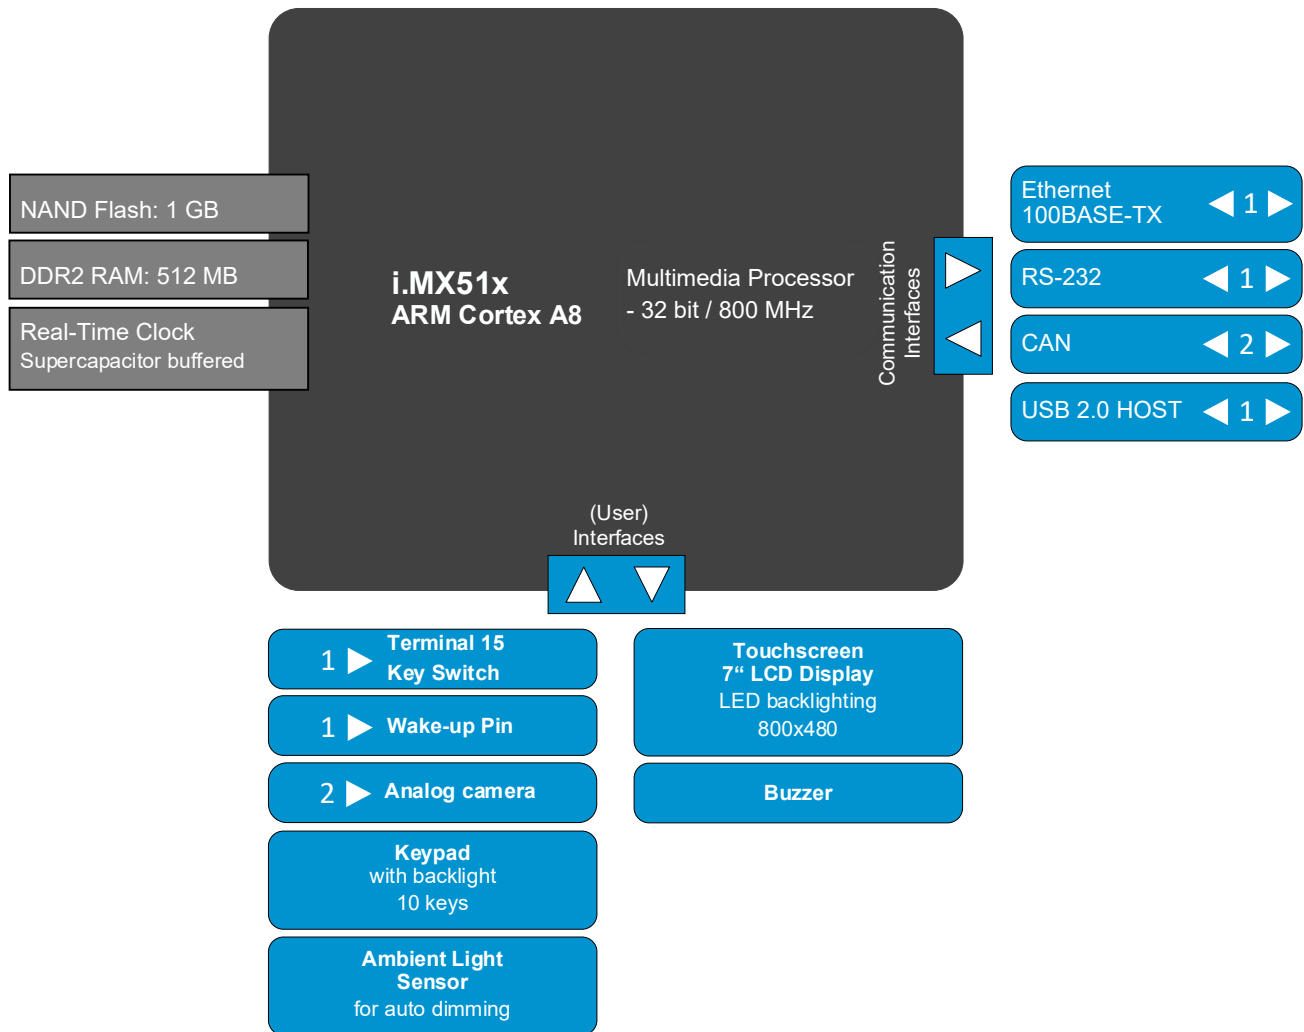 NAND Flash: 1 GB
DDR2 RAM: 512 MB
Real-Time Clock
Supercapacitor buffered
i.MX51x
ARM Cortex A8
Multimedia Processor
- 32 bit / 800 MHz
Communication
Interfaces
Ethernet
100BASE-TX
1
RS-232
1
CAN
2
USB 2.0 HOST
1
(User)
Interfaces
1
Terminal 15
Key Switch
1
Wake-up Pin
2
Analog camera
Keypad
with backlight
10 keys
Ambient Light
Sensor
for auto dimming
Touchscreen
7“ LCD Display
LED backlighting
800x480
Buzzer